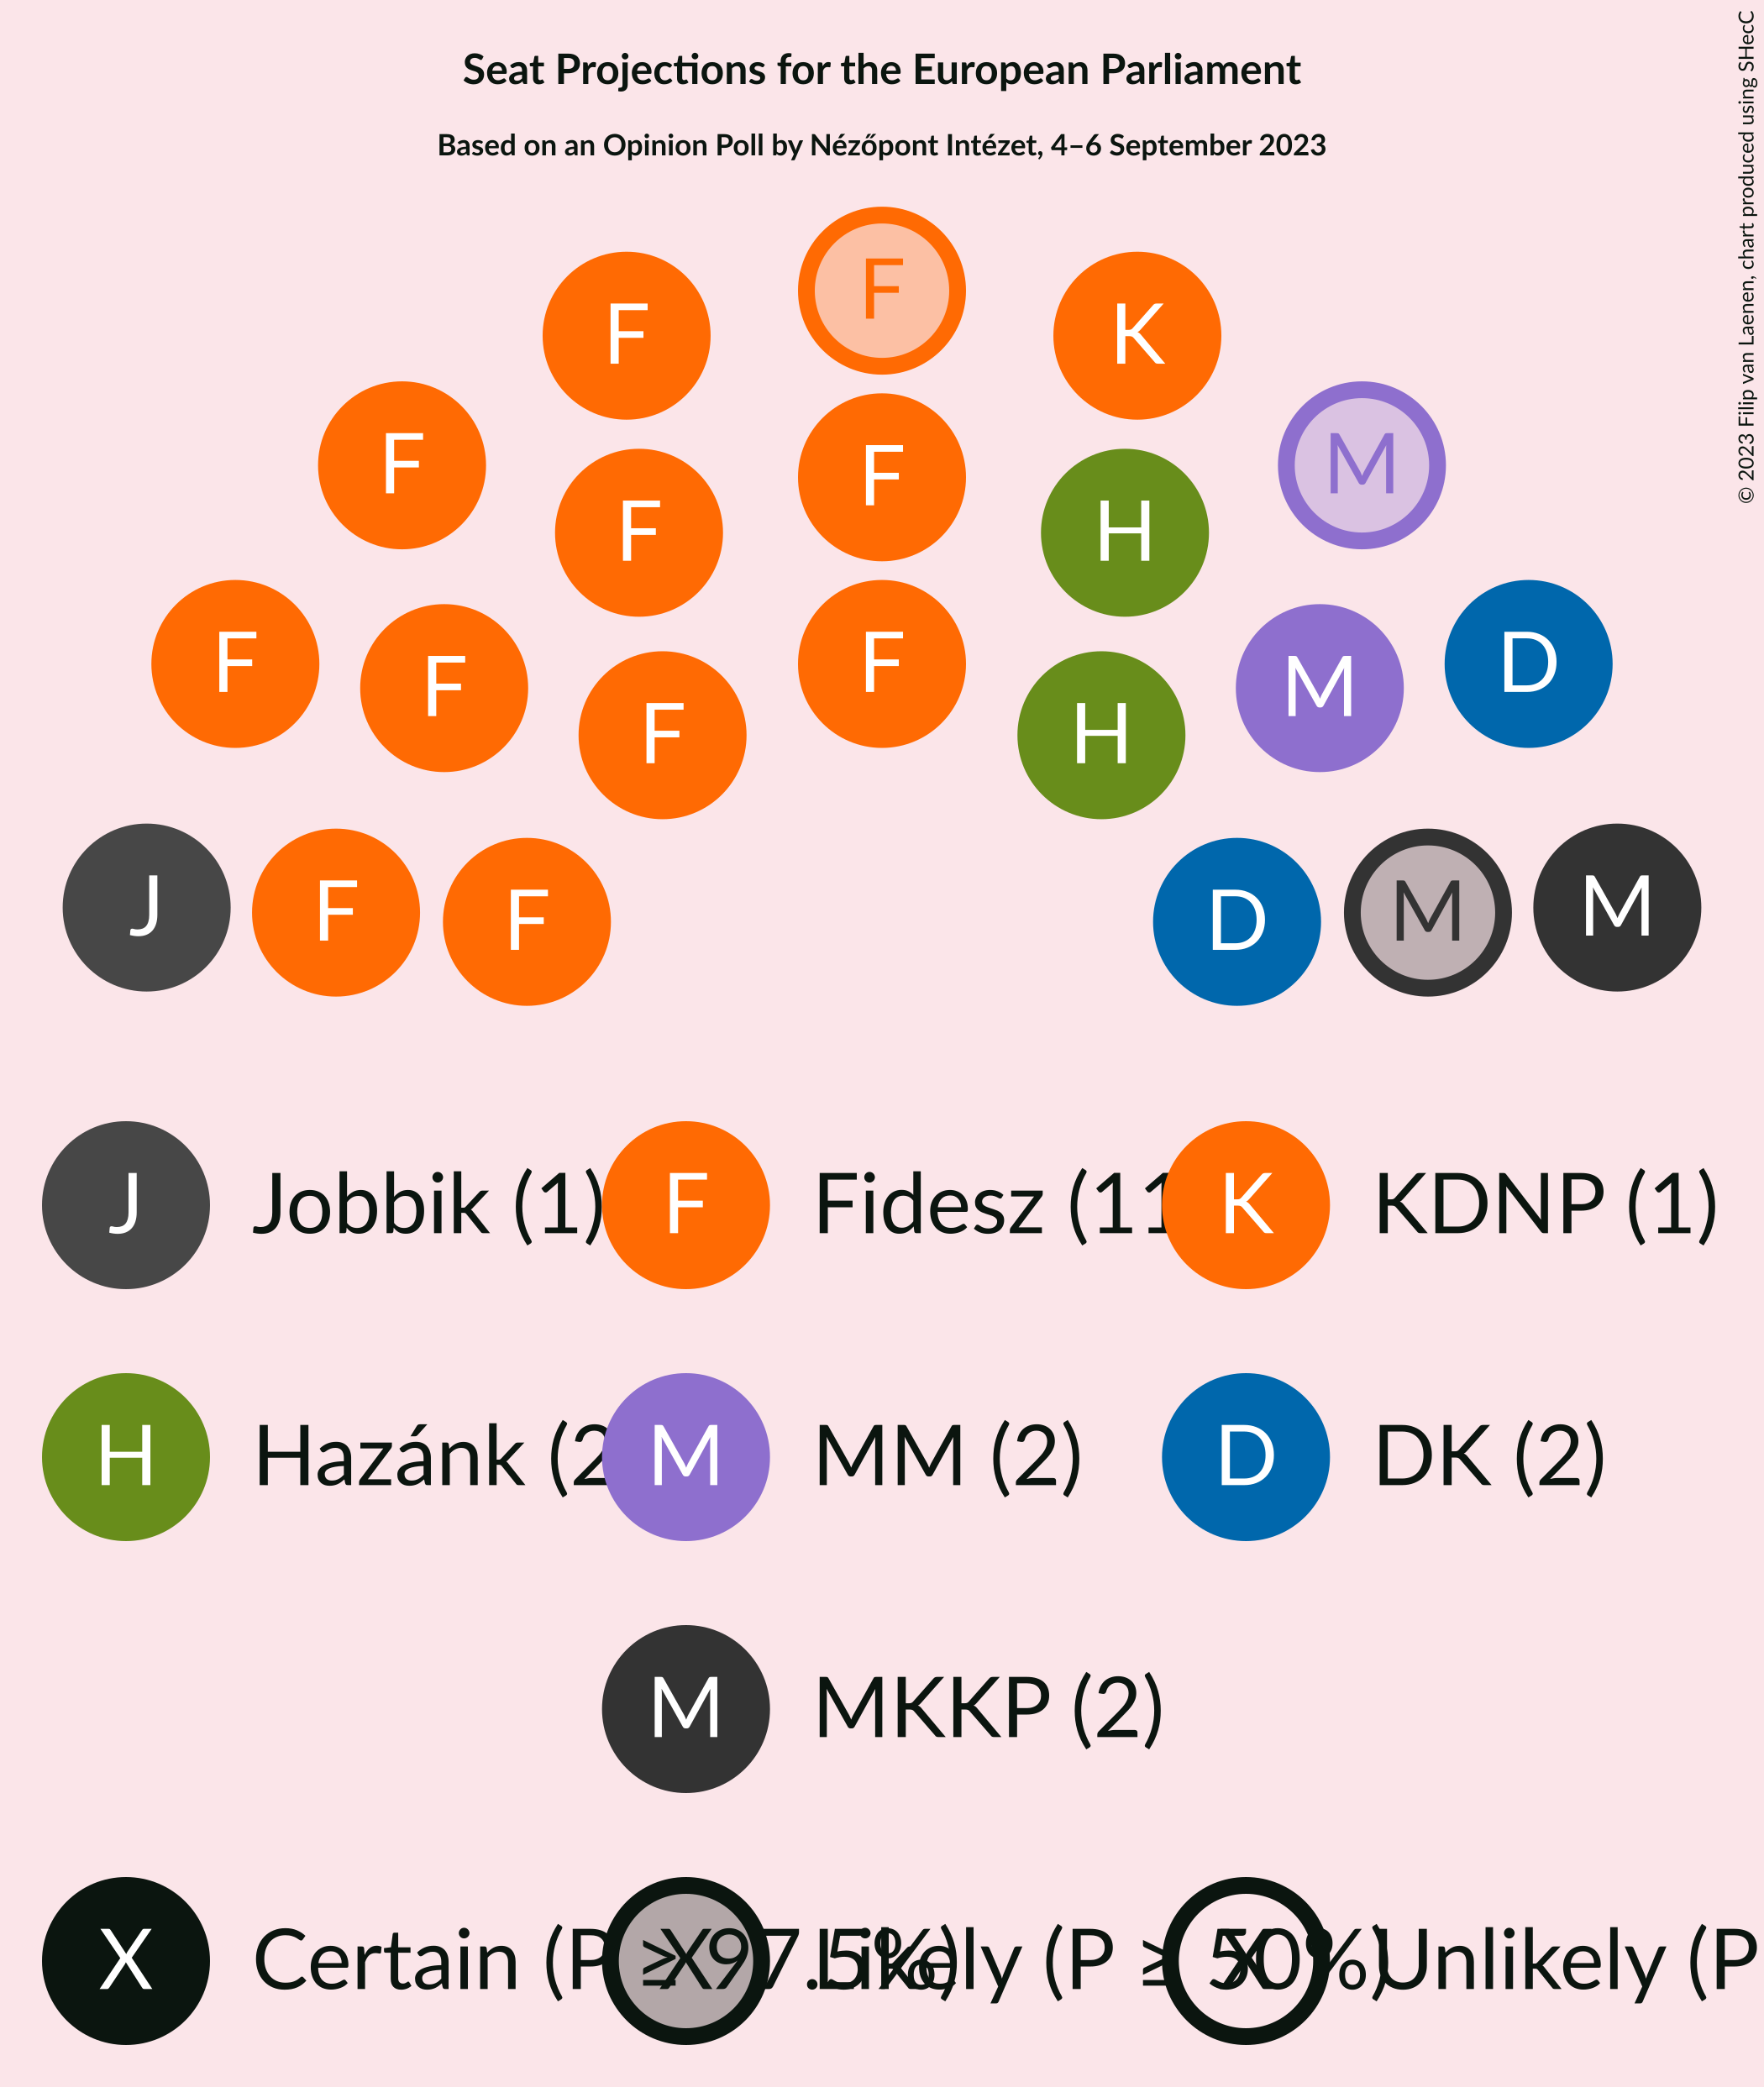 Seat Projections for the European Parliament
Based on an Opinion Poll by Nézőpont Intézet, 4–6 September 2023
© 2023 Filip van Laenen, chart produced using SHecC
F
F K
F M
F
F H
F D
F
F M
F H
J M
F M
F D
J Jobbik (1) F Fidesz (11 K KDNP (1)
H Hazánk (2 M MM (2) D DK (2)
M MKKP (2)
X Certain (P ≥ 97.5%) X Likely (P ≥ 50%) X Unlikely (P